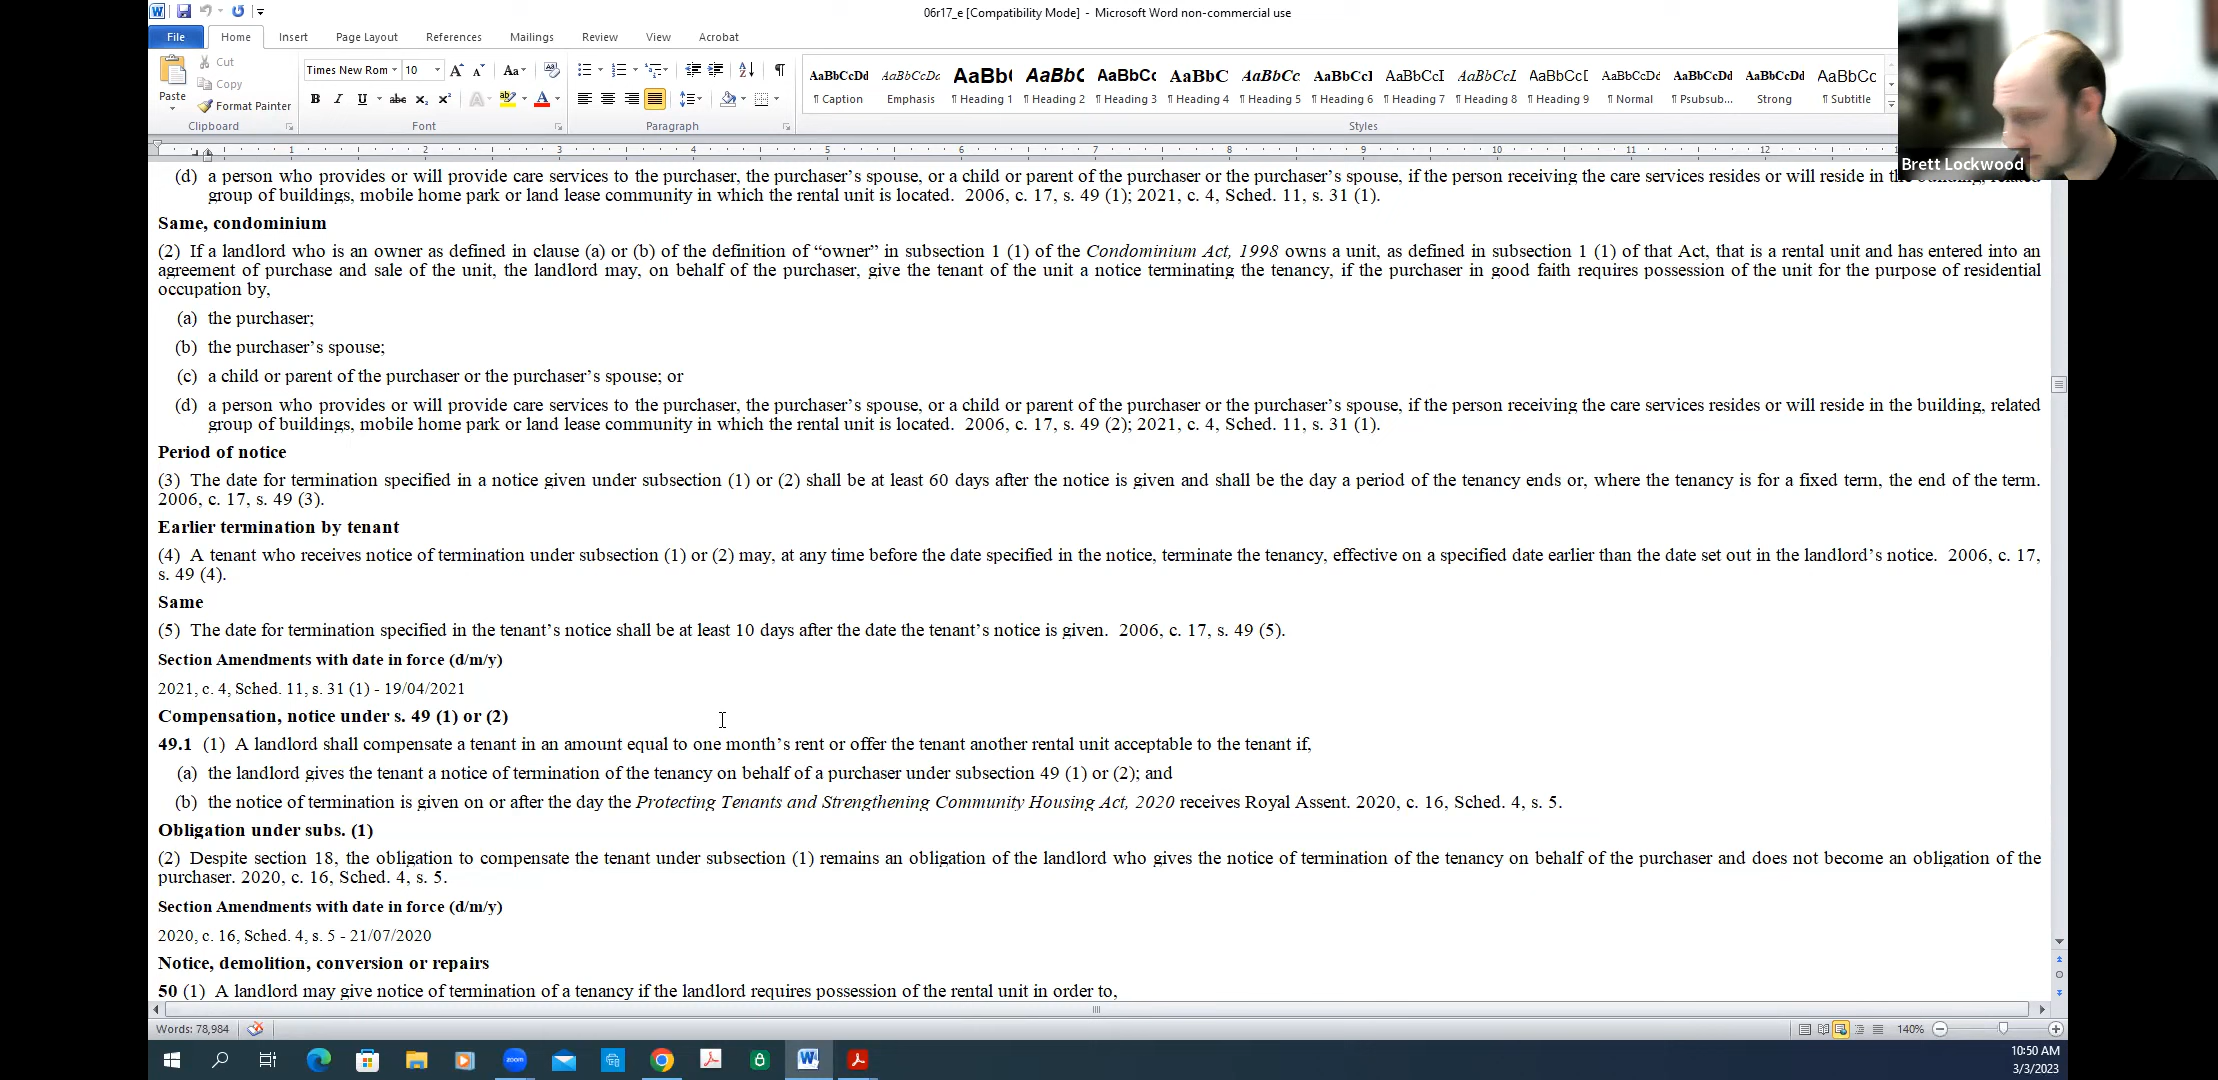 06r17_e [Compatibility Mode] - Microsoft Word non-commercial use
File Home Insert Page Layout References Mailings Review View Acrobat
Cut
Copy
Format Painter
Paste
Clipboard
Times New Rom 10
Font
Paragraph
AaBbCcDd AaBbCcDc AaBb( AaBbC AaBbCc AaBbC AaBbCc AaBbCcI AaBbCcI AaBbCcI AaBbCcI AaBbCcDd AaBbCcDd AaBbCcDd AaBbCc
¶ Caption Emphasis ¶ Heading 1 ¶ Heading 2 ¶ Heading 3 ¶ Heading 4 ¶ Heading 5 ¶ Heading 6 ¶ Heading 7 ¶ Heading 8 ¶ Heading 9 ¶ Normal ¶ Psubsub... Strong ¶ Subtitle
Styles
1 2 3 4 5 6 7 8 9 10 11 12
Brett Lockwood
(d) a person who provides or will provide care services to the purchaser, the purchaser’s spouse, or a child or parent of the purchaser or the purchaser’s spouse, if the person receiving the care services resides or will reside in the building, related
group of buildings, mobile home park or land lease community in which the rental unit is located. 2006, c. 17, s. 49 (1); 2021, c. 4, Sched. 11, s. 31 (1).
Same, condominium
(2) If a landlord who is an owner as defined in clause (a) or (b) of the definition of “owner” in subsection 1 (1) of the Condominium Act, 1998 owns a unit, as defined in subsection 1 (1) of that Act, that is a rental unit and has entered into an
agreement of purchase and sale of the unit, the landlord may, on behalf of the purchaser, give the tenant of the unit a notice terminating the tenancy, if the purchaser in good faith requires possession of the unit for the purpose of residential
occupation by,
(a) the purchaser;
(b) the purchaser’s spouse;
(c) a child or parent of the purchaser or the purchaser’s spouse; or
(d) a person who provides or will provide care services to the purchaser, the purchaser’s spouse, or a child or parent of the purchaser or the purchaser’s spouse, if the person receiving the care services resides or will reside in the building, related
group of buildings, mobile home park or land lease community in which the rental unit is located. 2006, c. 17, s. 49 (2); 2021, c. 4, Sched. 11, s. 31 (1).
Period of notice
(3) The date for termination specified in a notice given under subsection (1) or (2) shall be at least 60 days after the notice is given and shall be the day a period of the tenancy ends or, where the tenancy is for a fixed term, the end of the term.
2006, c. 17, s. 49 (3).
Earlier termination by tenant
(4) A tenant who receives notice of termination under subsection (1) or (2) may, at any time before the date specified in the notice, terminate the tenancy, effective on a specified date earlier than the date set out in the landlord’s notice. 2006, c. 17,
s. 49 (4).
Same
(5) The date for termination specified in the tenant’s notice shall be at least 10 days after the date the tenant’s notice is given. 2006, c. 17, s. 49 (5).
Section Amendments with date in force (d/m/y)
2021, c. 4, Sched. 11, s. 31 (1) - 19/04/2021
Compensation, notice under s. 49 (1) or (2)
49.1 (1) A landlord shall compensate a tenant in an amount equal to one month’s rent or offer the tenant another rental unit acceptable to the tenant if,
(a) the landlord gives the tenant a notice of termination of the tenancy on behalf of a purchaser under subsection 49 (1) or (2); and
(b) the notice of termination is given on or after the day the Protecting Tenants and Strengthening Community Housing Act, 2020 receives Royal Assent. 2020, c. 16, Sched. 4, s. 5.
Obligation under subs. (1)
(2) Despite section 18, the obligation to compensate the tenant under subsection (1) remains an obligation of the landlord who gives the notice of termination of the tenancy on behalf of the purchaser and does not become an obligation of the
purchaser. 2020, c. 16, Sched. 4, s. 5.
Section Amendments with date in force (d/m/y)
2020, c. 16, Sched. 4, s. 5 - 21/07/2020
Notice, demolition, conversion or repairs
50 (1) A landlord may give notice of termination of a tenancy if the landlord requires possession of the rental unit in order to,
Words: 78,984
140%
zoom
10:50 AM
3/3/2023